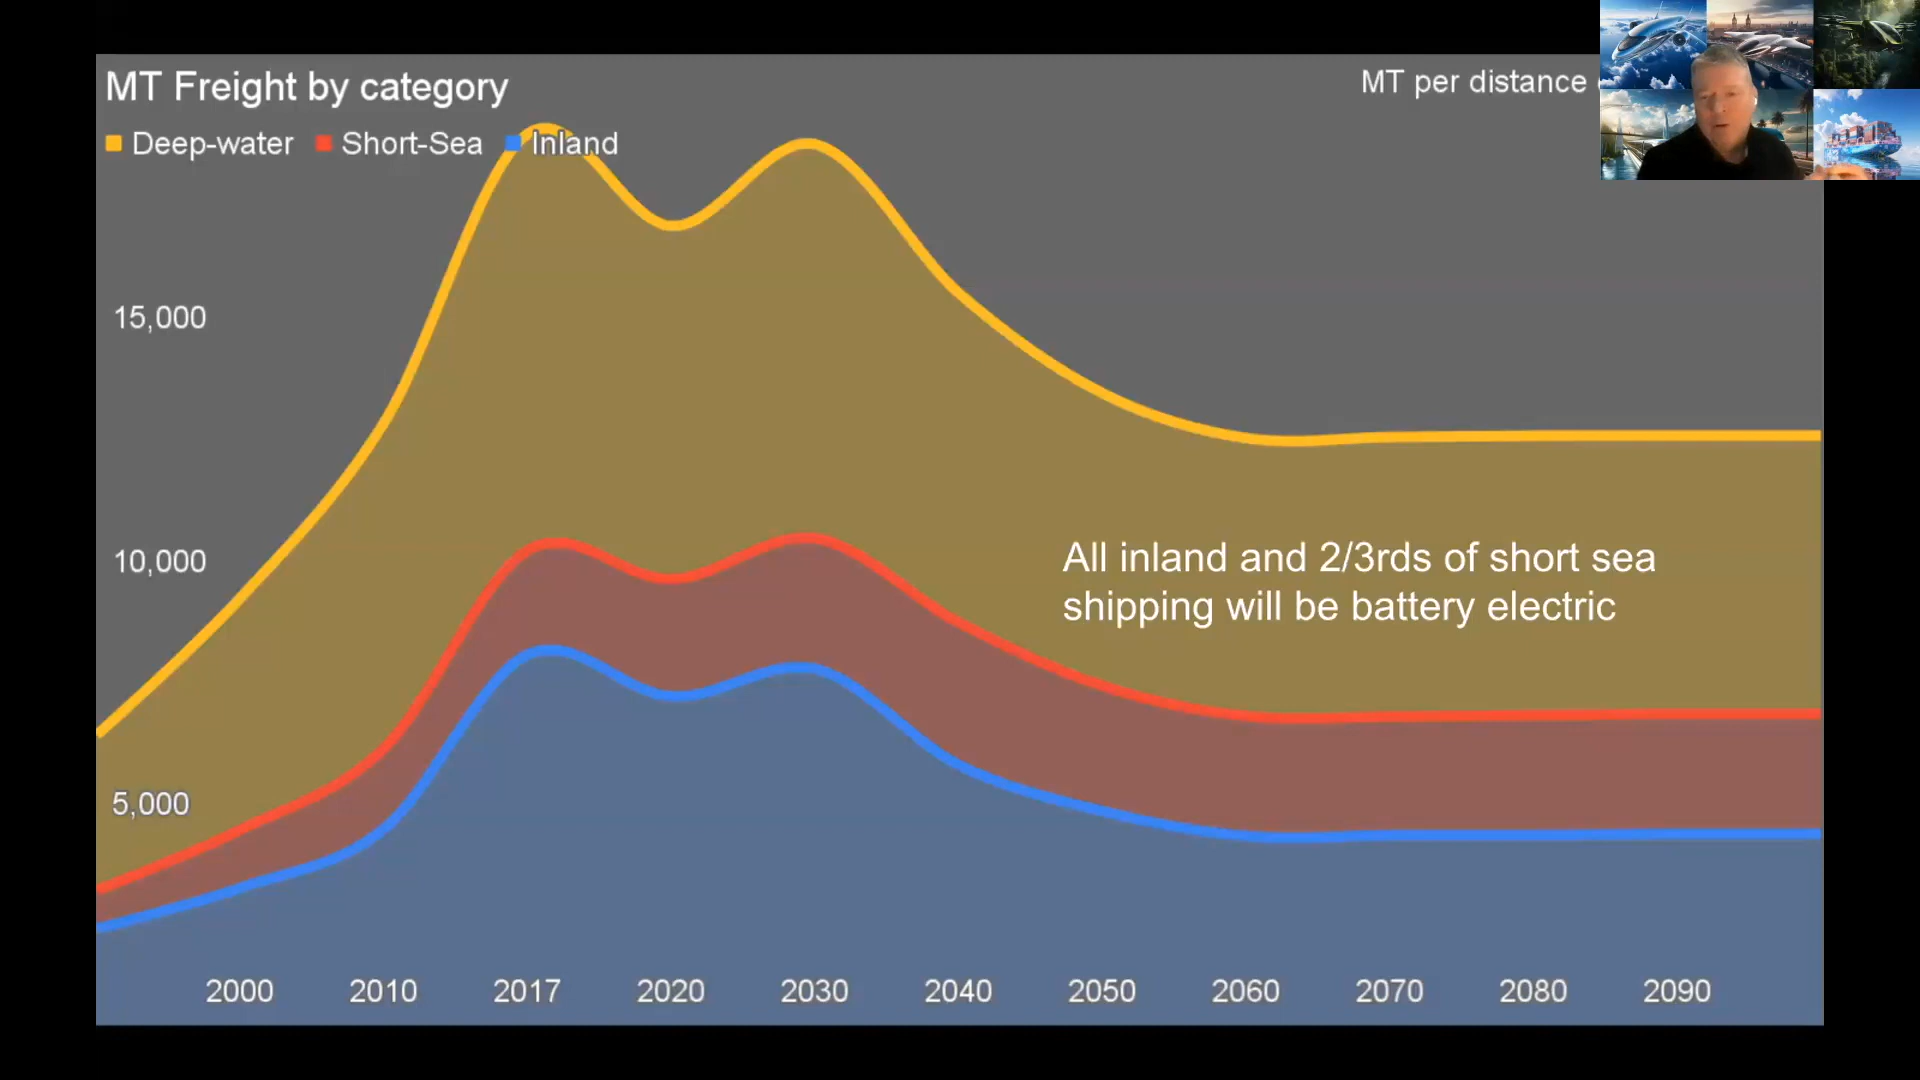 MT Freight by category
MT per distance
Deep-water Short-Sea Inland
15,000
10,000
All inland and 2/3rds of short sea
shipping will be battery electric
5,000
2000 2010 2017 2020 2030 2040 2050 2060 2070 2080 2090